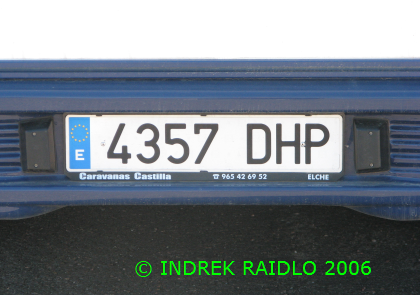 E 4357 DHP
Caravanas Castilla ☎ 965 42 69 52 ELCHE
© INDREK RAIDLO 2006